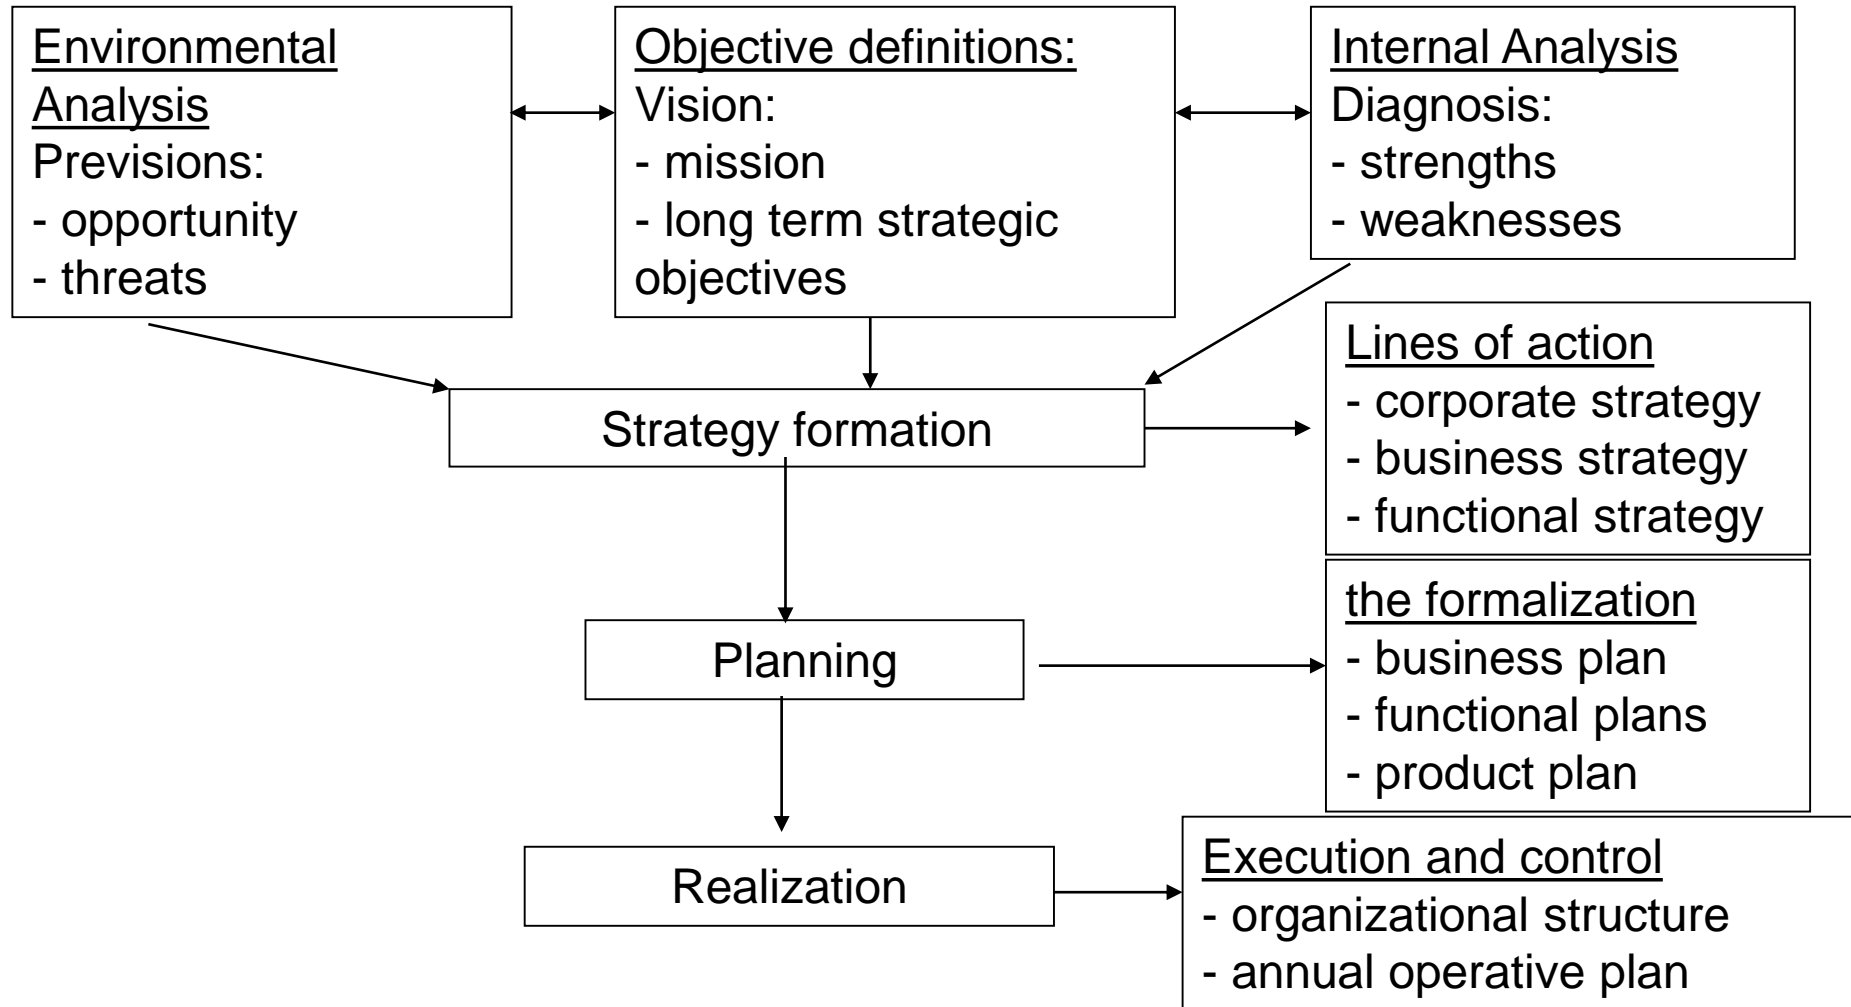 Environmental
Analysis
Previsions:
- opportunity
- threats
Objective definitions:
Vision:
- mission
- long term strategic
objectives
Internal Analysis
Diagnosis:
- strengths
- weaknesses
Strategy formation
Lines of action
- corporate strategy
- business strategy
- functional strategy
Planning
the formalization
- business plan
- functional plans
- product plan
Realization
Execution and control
- organizational structure
- annual operative plan